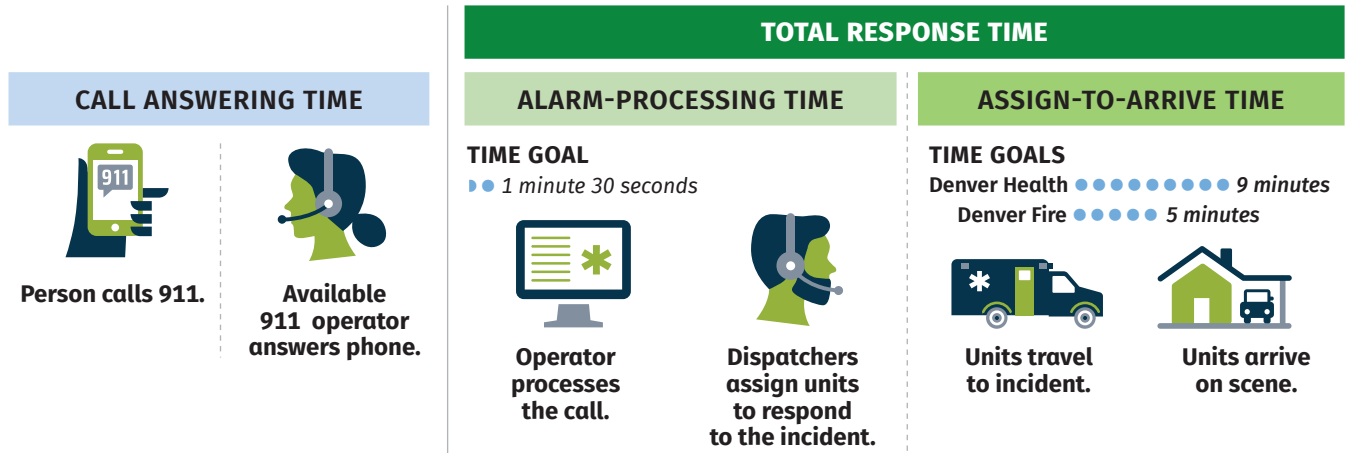 TOTAL RESPONSE TIME
CALL ANSWERING TIME
911
Person calls 911.
Available
911 operator
answers phone.
ALARM-PROCESSING TIME
TIME GOAL
1 minute 30 seconds
Operator
processes
the call.
Dispatchers
assign units
to respond
to the incident.
ASSIGN-TO-ARRIVE TIME
TIME GOALS
Denver Health 9 minutes
Denver Fire 5 minutes
Units travel
to incident.
Units arrive
on scene.